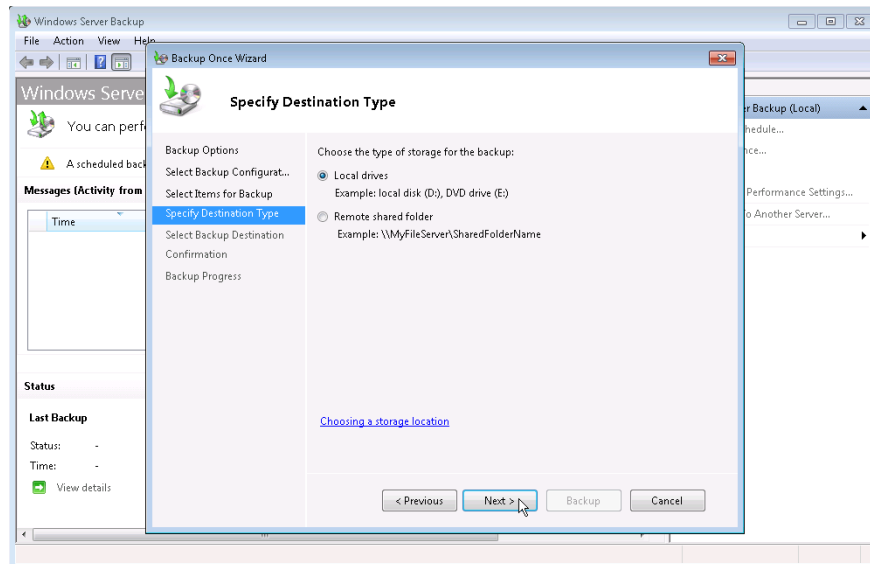 Windows Server Backup
File Action View Help
Backup Once Wizard
Windows Serve
Specify Destination Type
er Backup (Local)
You can perf
hedule...
nce...
A scheduled back
Messages (Activity from
Time
Performance Settings...
o Another Server...
Backup Options
Select Backup Configurat...
Select Items for Backup
Specify Destination Type
Select Backup Destination
Confirmation
Backup Progress
Choose the type of storage for the backup:
Local drives
Example: local disk (D:), DVD drive (E:)
Remote shared folder
Example: \\MyFileServer\SharedFolderName
Choosing a storage location
Status
Last Backup
Status: -
Time: -
View details
< Previous Next > Backup Cancel